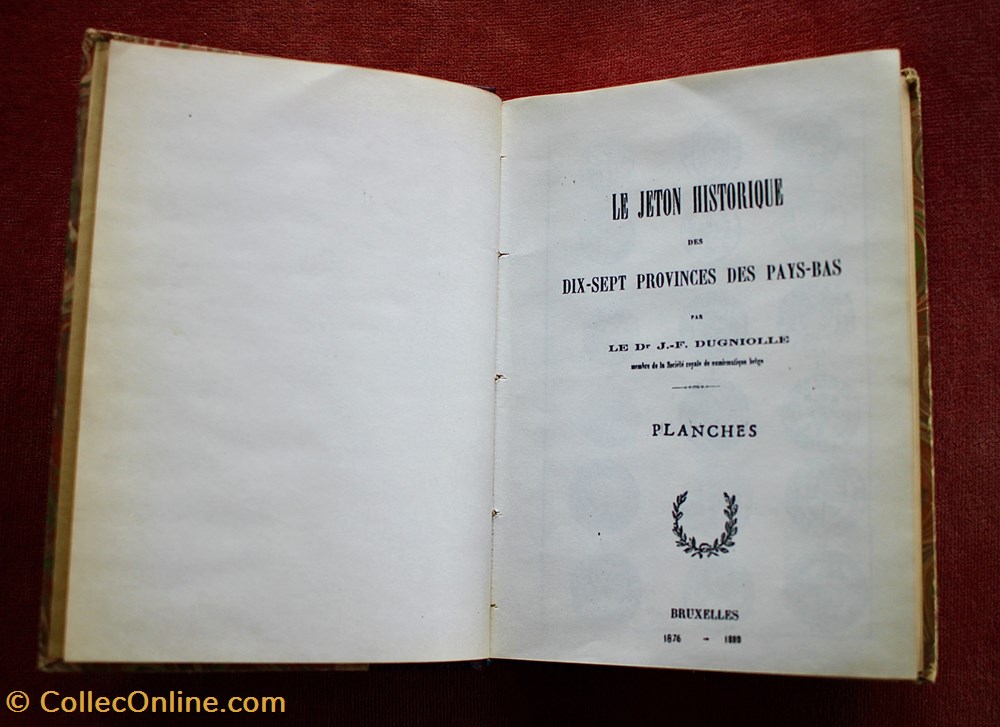 LE JETON HISTORIQUE
DES
DIX-SEPT PROVINCES DES PAYS-BAS
PAR
LE Dr J.-F. DUGNIOLLE
membre de la Société royale de numismatique belge
PLANCHES
BRUXELLES
1876 - 1880
© CollecOnline.com